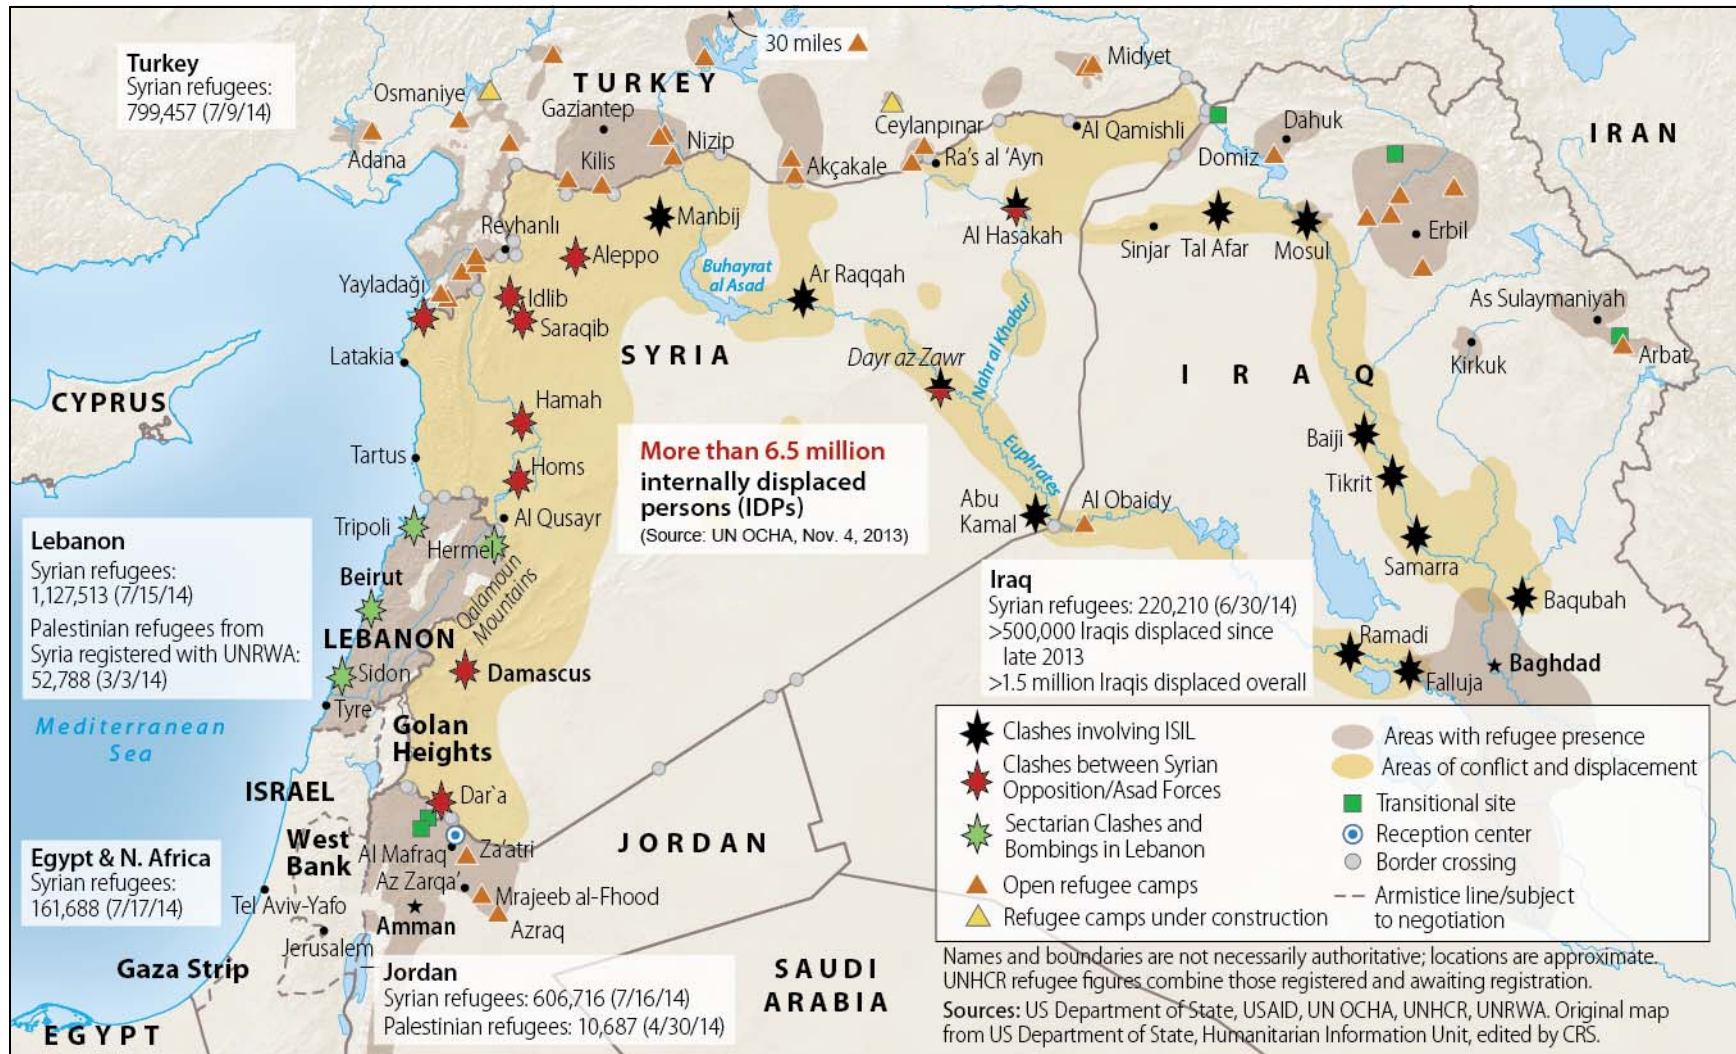 30 miles
Turkey
Syrian refugees:
799,457 (7/9/14)
TURKEY
Osmaniye
Gaziantep
Adana
Kilis
Nizip
Akçakale
Ceylanpınar
Ra's al 'Ayn
Midyet
Al Qamishli
Dahuk
Domiz
IRAN
Reyhanlı
Manbij
Aleppo
Al Hasakah
Sinjar
Tal Afar
Mosul
Erbil
Yayladağı
Idlib
Saraqib
Buhayrat
al Asad
Ar Raqqah
As Sulaymaniyah
Latakia
SYRIA
Dayr az Zawr
Nahr al Khabur
IRAQ
Kirkuk
Arbat
CYPRUS
Hamah
Tartus
Homs
More than 6.5 million
internally displaced
persons (IDPs)
(Source: UN OCHA, Nov. 4, 2013)
Euphrates
Baiji
Tikrit
Abu
Kamal
Al Obaidy
Al Qusayr
Tripoli
Hermel
Samarra
Lebanon
Syrian refugees:
1,127,513 (7/15/14)
Palestinian refugees from
Syria registered with UNRWA:
52,788 (3/3/14)
Beirut
Qalamoun
Mountains
LEBANON
Iraq
Syrian refugees: 220,210 (6/30/14)
>500,000 Iraqis displaced since
late 2013
>1.5 million Iraqis displaced overall
Baqubah
Ramadi
Falluja
Baghdad
Sidon
Damascus
Tyre
Mediterranean
Sea
Golan
Heights
ISRAEL
Dar`a
West
Bank
Al Mafraq
Za'atri
JORDAN
Egypt & N. Africa
Syrian refugees:
161,688 (7/17/14)
Az Zarqa'
Mrajeeb al-Fhood
Tel Aviv-Yafo
Amman
Azraq
Jerusalem
Gaza Strip
Jordan
Syrian refugees: 606,716 (7/16/14)
Palestinian refugees: 10,687 (4/30/14)
SAUDI
ARABIA
EGYPT
Clashes involving ISIL
Clashes between Syrian
Opposition/Asad Forces
Sectarian Clashes and
Bombings in Lebanon
Open refugee camps
Refugee camps under construction
Areas with refugee presence
Areas of conflict and displacement
Transitional site
Reception center
Border crossing
Armistice line/subject
to negotiation
Names and boundaries are not necessarily authoritative; locations are approximate.
UNHCR refugee figures combine those registered and awaiting registration.
Sources: US Department of State, USAID, UN OCHA, UNHCR, UNRWA. Original map
from US Department of State, Humanitarian Information Unit, edited by CRS.